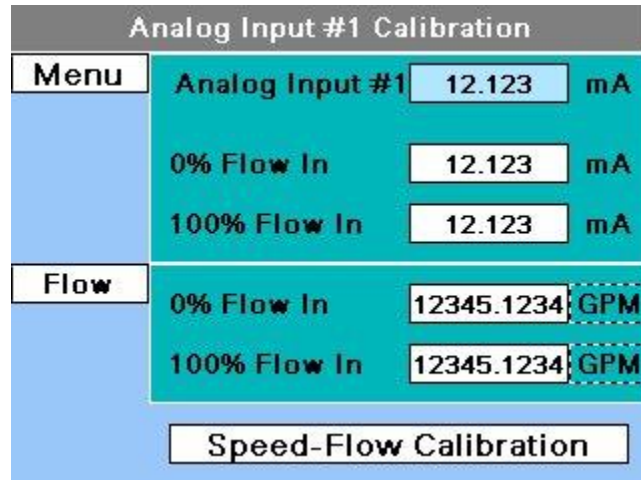 Analog Input #1 Calibration
Menu
Analog Input #1 12.123 mA
0% Flow In 12.123 mA
100% Flow In 12.123 mA
Flow
0% Flow In 12345.1234 GPM
100% Flow In 12345.1234 GPM
Speed-Flow Calibration